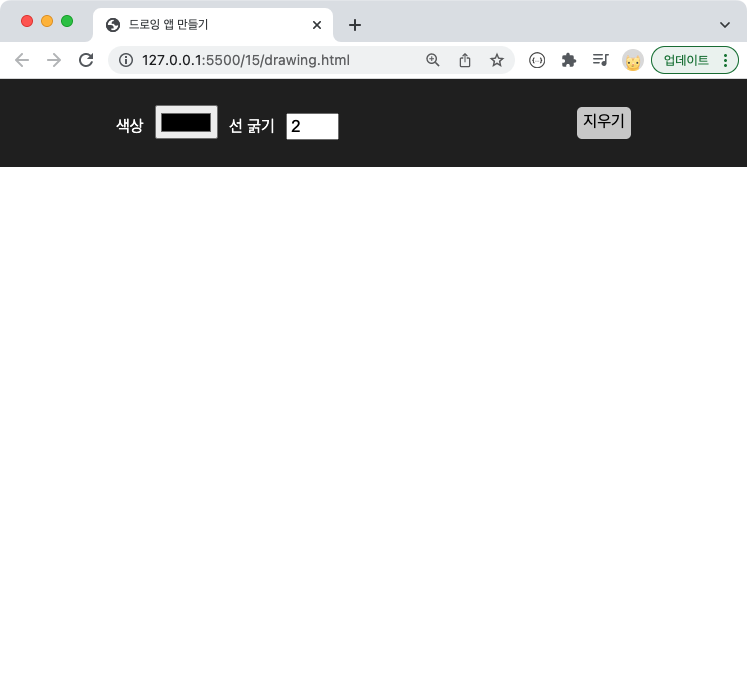 드로잉 앱 만들기
127.0.0.1:5500/15/drawing.html
업데이트
색상 선 굵기 2 지우기